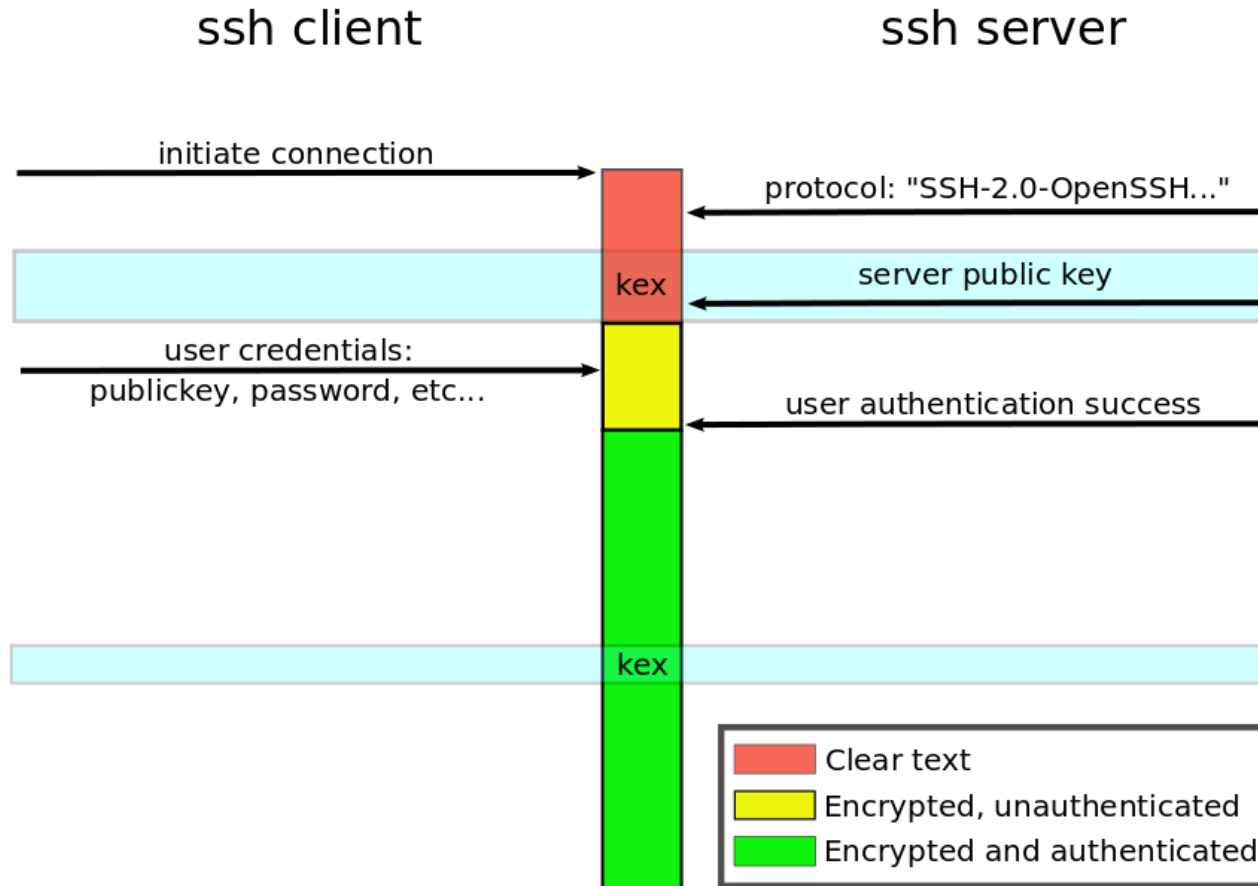 ssh client
ssh server
initiate connection
protocol: "SSH-2.0-OpenSSH..."
kex
server public key
user credentials:
publickey, password, etc...
user authentication success
kex
Clear text
Encrypted, unauthenticated
Encrypted and authenticated